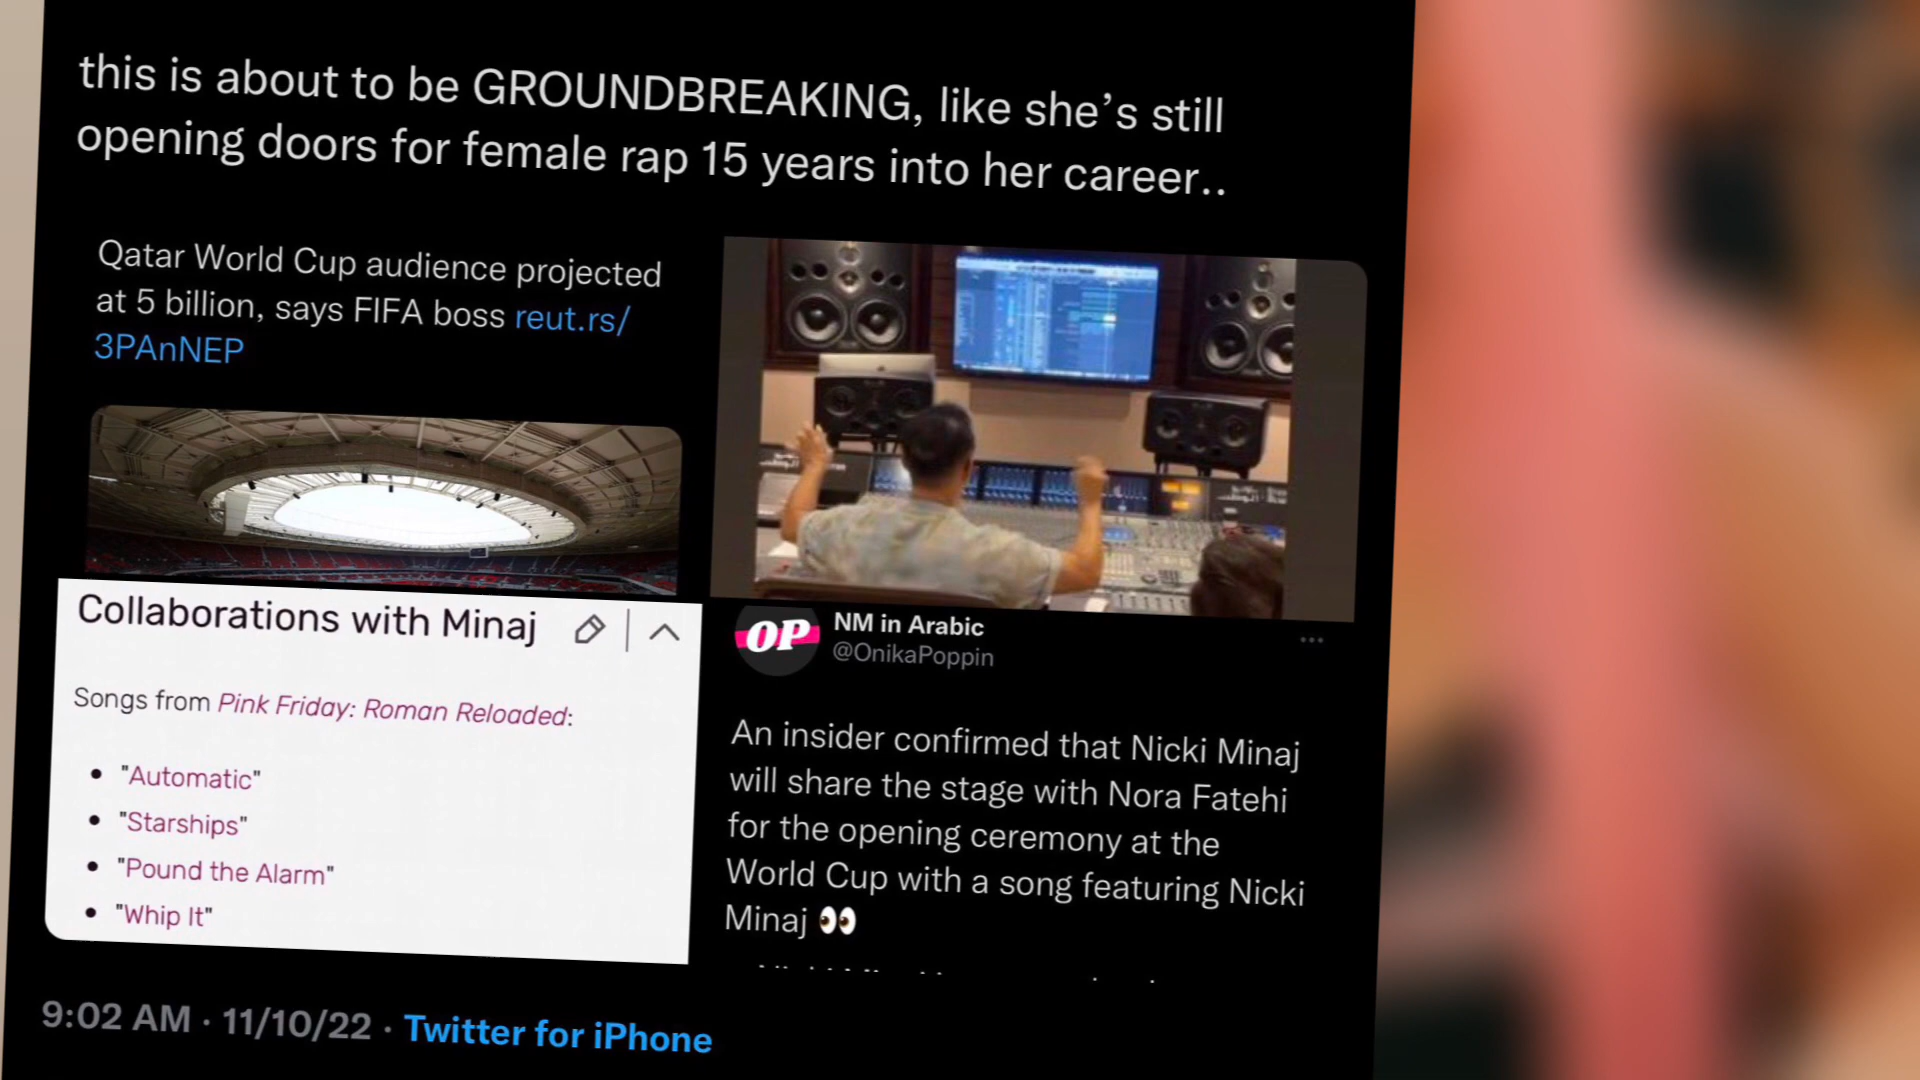 this is about to be GROUNDBREAKING, like she's still
opening doors for female rap 15 years into her career..
Qatar World Cup audience projected
at 5 billion, says FIFA boss reut.rs/
3PAnNEP
Collaborations with Minaj
Songs from Pink Friday: Roman Reloaded:
• "Automatic"
• "Starships"
• "Pound the Alarm"
• "Whip It"
OP
NM in Arabic
@OnikaPoppin
An insider confirmed that Nicki Minaj
will share the stage with Nora Fatehi
for the opening ceremony at the
World Cup with a song featuring Nicki
Minaj 👀
9:02 AM · 11/10/22 · Twitter for iPhone